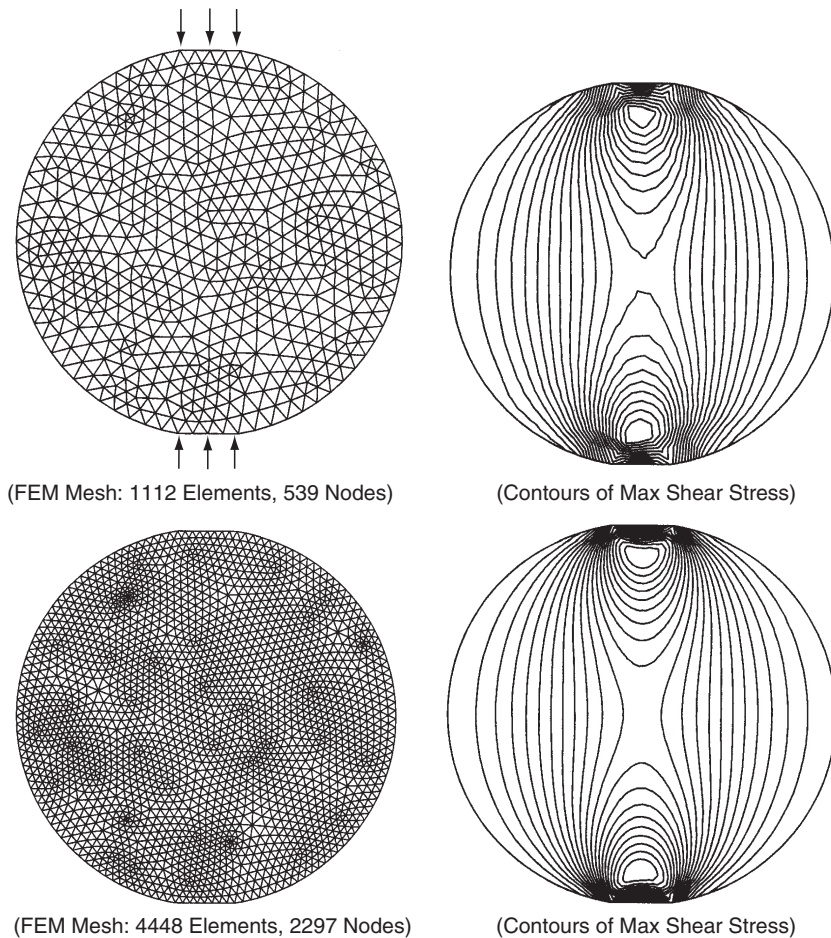 (FEM Mesh: 1112 Elements, 539 Nodes)
(Contours of Max Shear Stress)
(FEM Mesh: 4448 Elements, 2297 Nodes)
(Contours of Max Shear Stress)